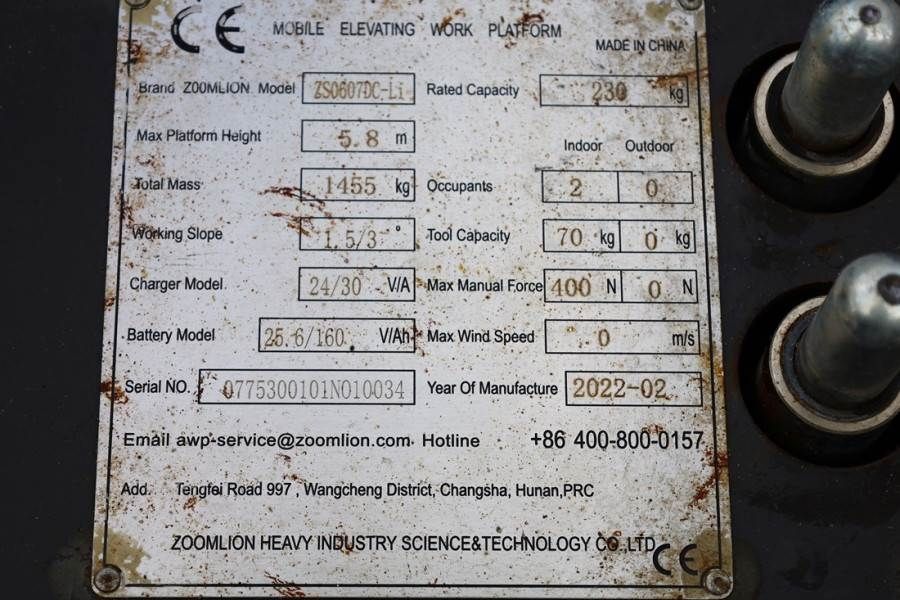 CE MOBILE ELEVATING WORK PLATFORM
MADE IN CHINA
Brand ZOOMLION Model ZS0607DC-Li Rated Capacity 230 kg
Max Platform Height 5.8 m
Indoor Outdoor
Total Mass 1455 kg Occupants 2 0
Working Slope 1.5/3 ° Tool Capacity 70 kg 0 kg
Charger Model 24/30 V/A Max Manual Force 400 N 0 N
Battery Model 25.6/160 V/Ah Max Wind Speed 0 m/s
Serial NO. 0775300101N010034 Year Of Manufacture 2022-02
Email awp-service@zoomlion.com Hotline +86 400-800-0157
Add. Tengfei Road 997 , Wangcheng District, Changsha, Hunan,PRC
ZOOMLION HEAVY INDUSTRY SCIENCE&TECHNOLOGY CO.,LTD
CE